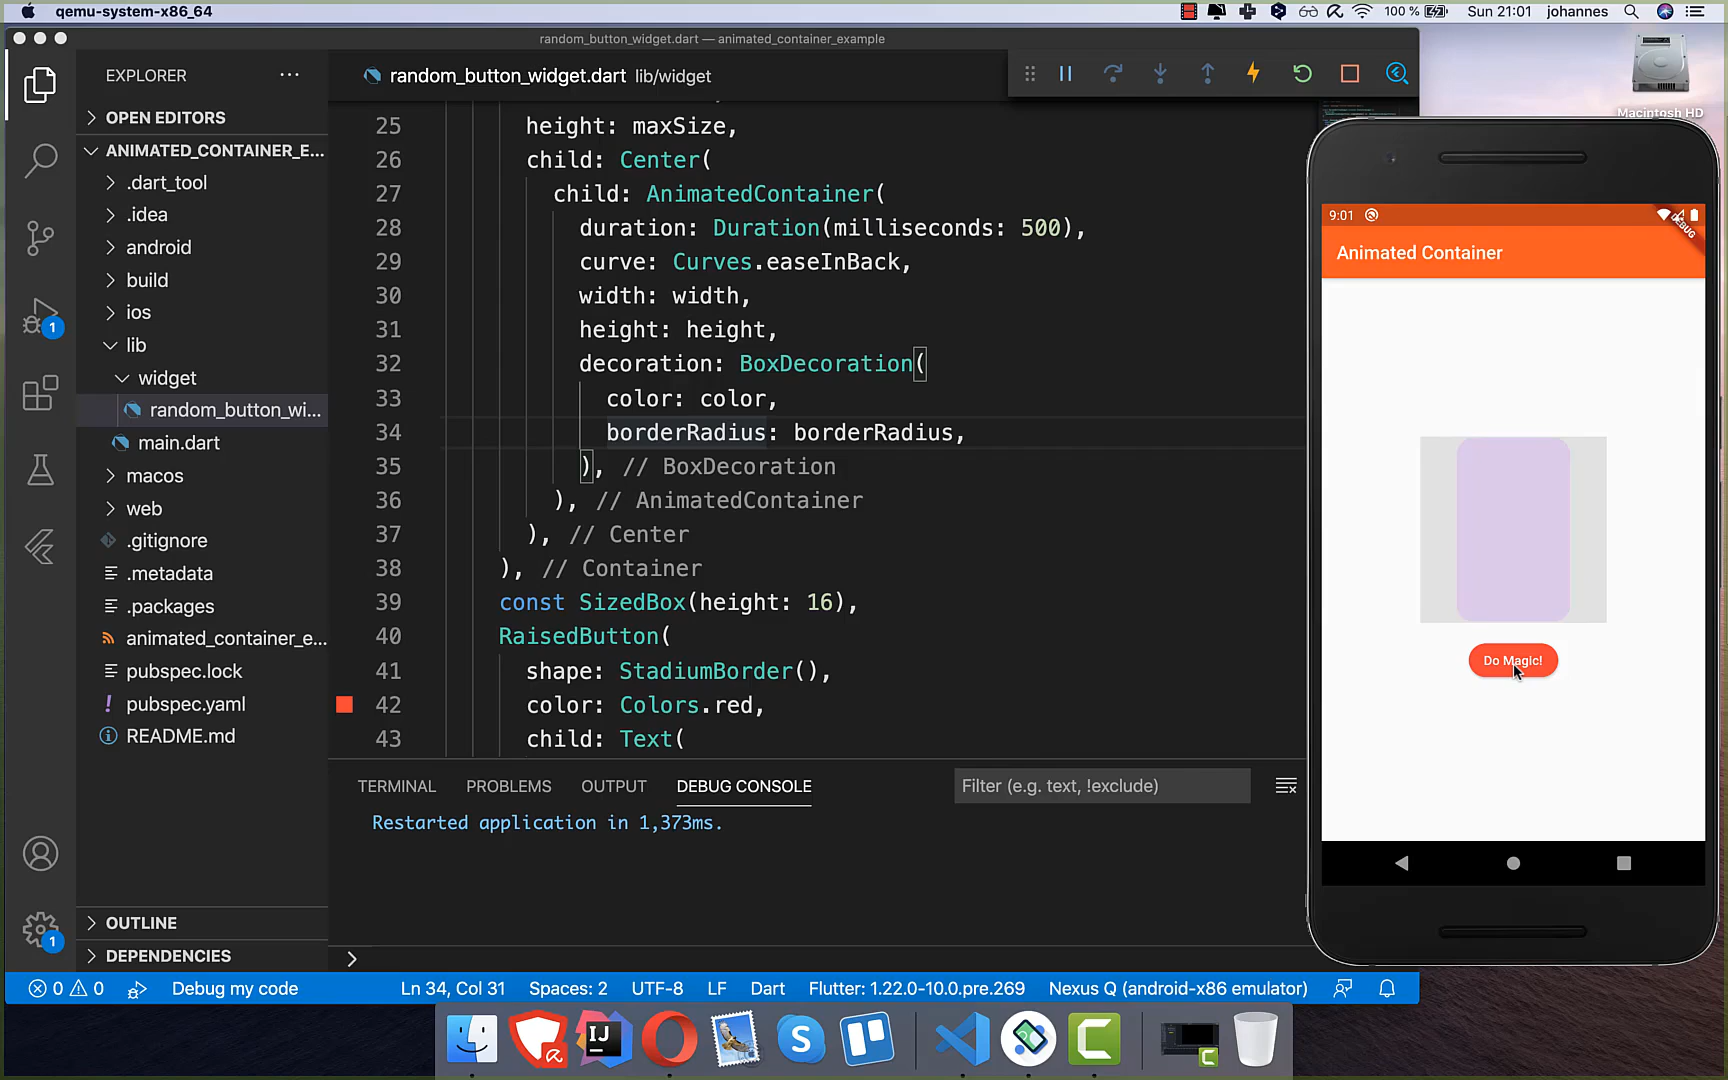 qemu-system-x86_64
100 %
Sun 21:01
johannes
random_button_widget.dart — animated_container_example
Macintosh HD
EXPLORER
OPEN EDITORS
ANIMATED_CONTAINER_E...
.dart_tool
.idea
android
build
ios
lib
widget
random_button_wi...
main.dart
macos
web
.gitignore
.metadata
.packages
animated_container_e...
pubspec.lock
pubspec.yaml
README.md
OUTLINE
DEPENDENCIES
1
1
random_button_widget.dart lib/widget
25 height: maxSize,
26 child: Center(
27 child: AnimatedContainer(
28 duration: Duration(milliseconds: 500),
29 curve: Curves.easeInBack,
30 width: width,
31 height: height,
32 decoration: BoxDecoration(
33 color: color,
34 borderRadius: borderRadius,
35 ), // BoxDecoration
36 ), // AnimatedContainer
37 ), // Center
38 ), // Container
39 const SizedBox(height: 16),
40 RaisedButton(
41 shape: StadiumBorder(),
42 color: Colors.red,
43 child: Text(
TERMINAL
PROBLEMS
OUTPUT
DEBUG CONSOLE
Filter (e.g. text, !exclude)
Restarted application in 1,373ms.
9:01
DEBUG
Animated Container
Do Magic!
0
0
Debug my code
Ln 34, Col 31
Spaces: 2
UTF-8
LF
Dart
Flutter: 1.22.0-10.0.pre.269
Nexus Q (android-x86 emulator)
IJ
S
C
C